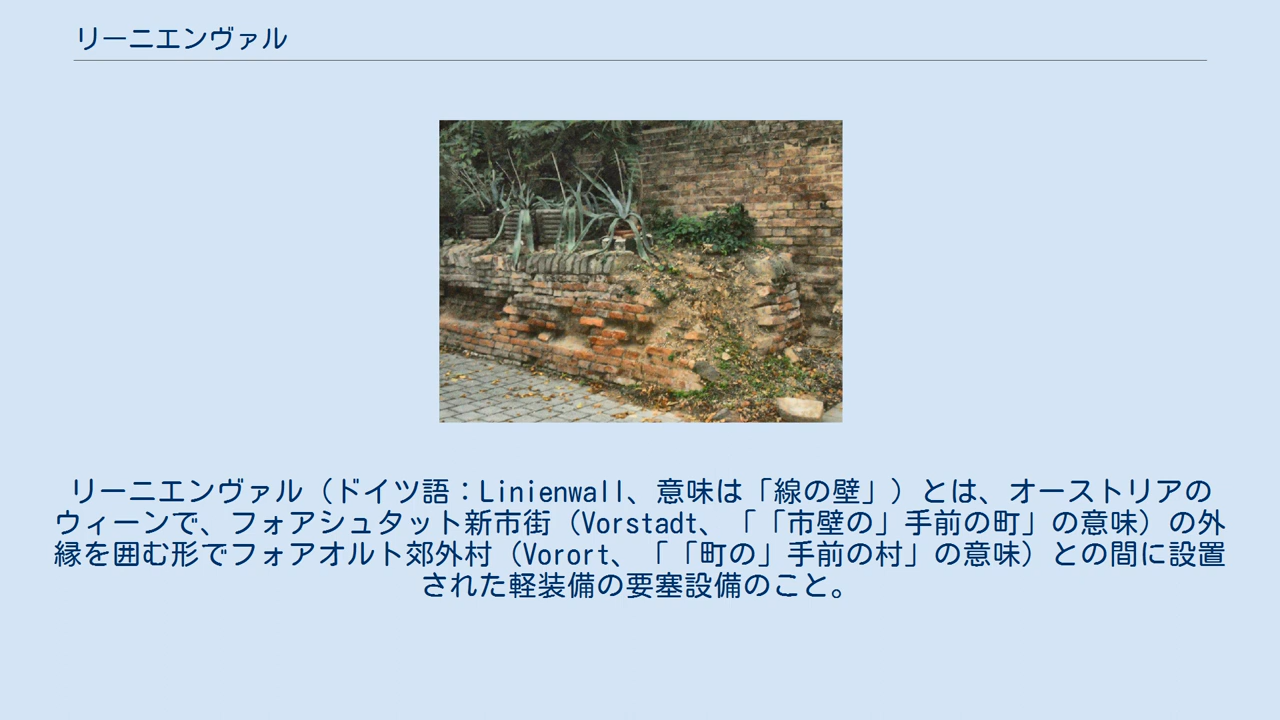 リーニエンヴァル
リーニエンヴァル（ドイツ語：Linienwall、意味は「線の壁」）とは、オーストリアの
ウィーンで、フォアシュタット新市街（Vorstadt、「「市壁の」手前の町」の意味）の外
縁を囲む形でフォアオルト郊外村（Vorort、「「町の」手前の村」の意味）との間に設置
された軽装備の要塞設備のこと。